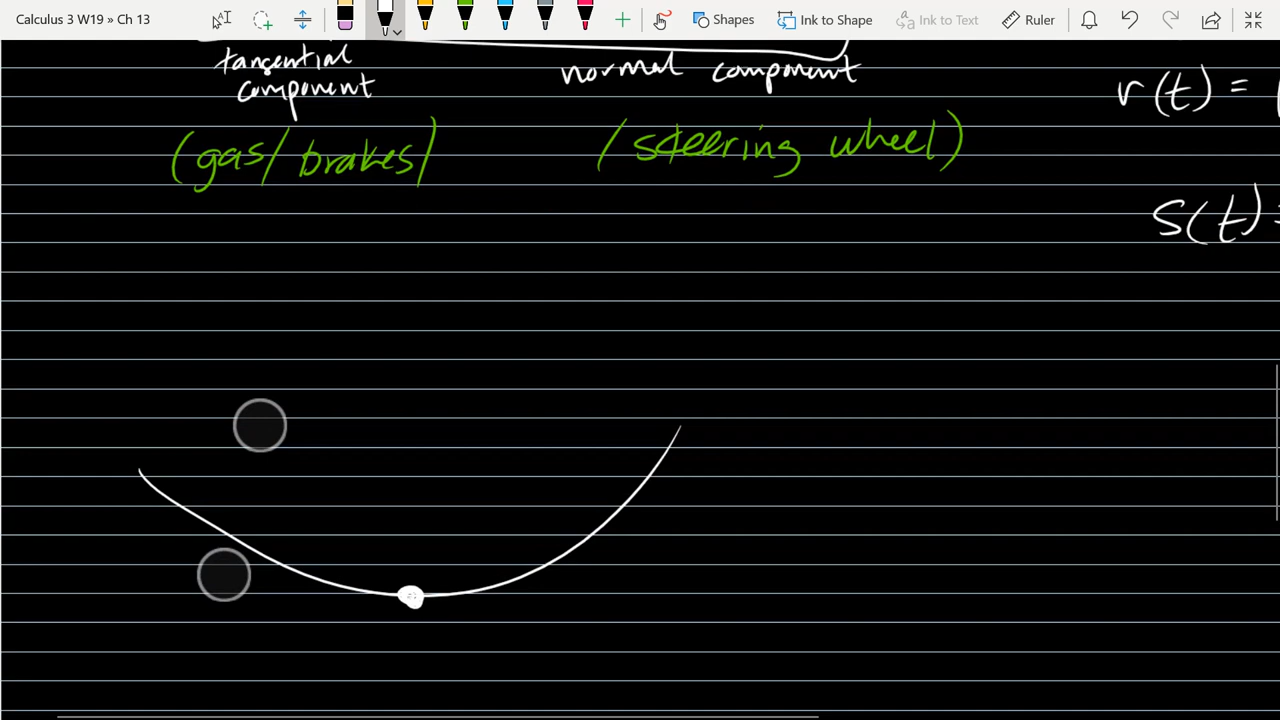 Calculus 3 W19 » Ch 13
Shapes
Ink to Shape
Ink to Text
Ruler
tangential
component
normal component
(gas/brakes)
(steering wheel)
r(t) =
s(t) =